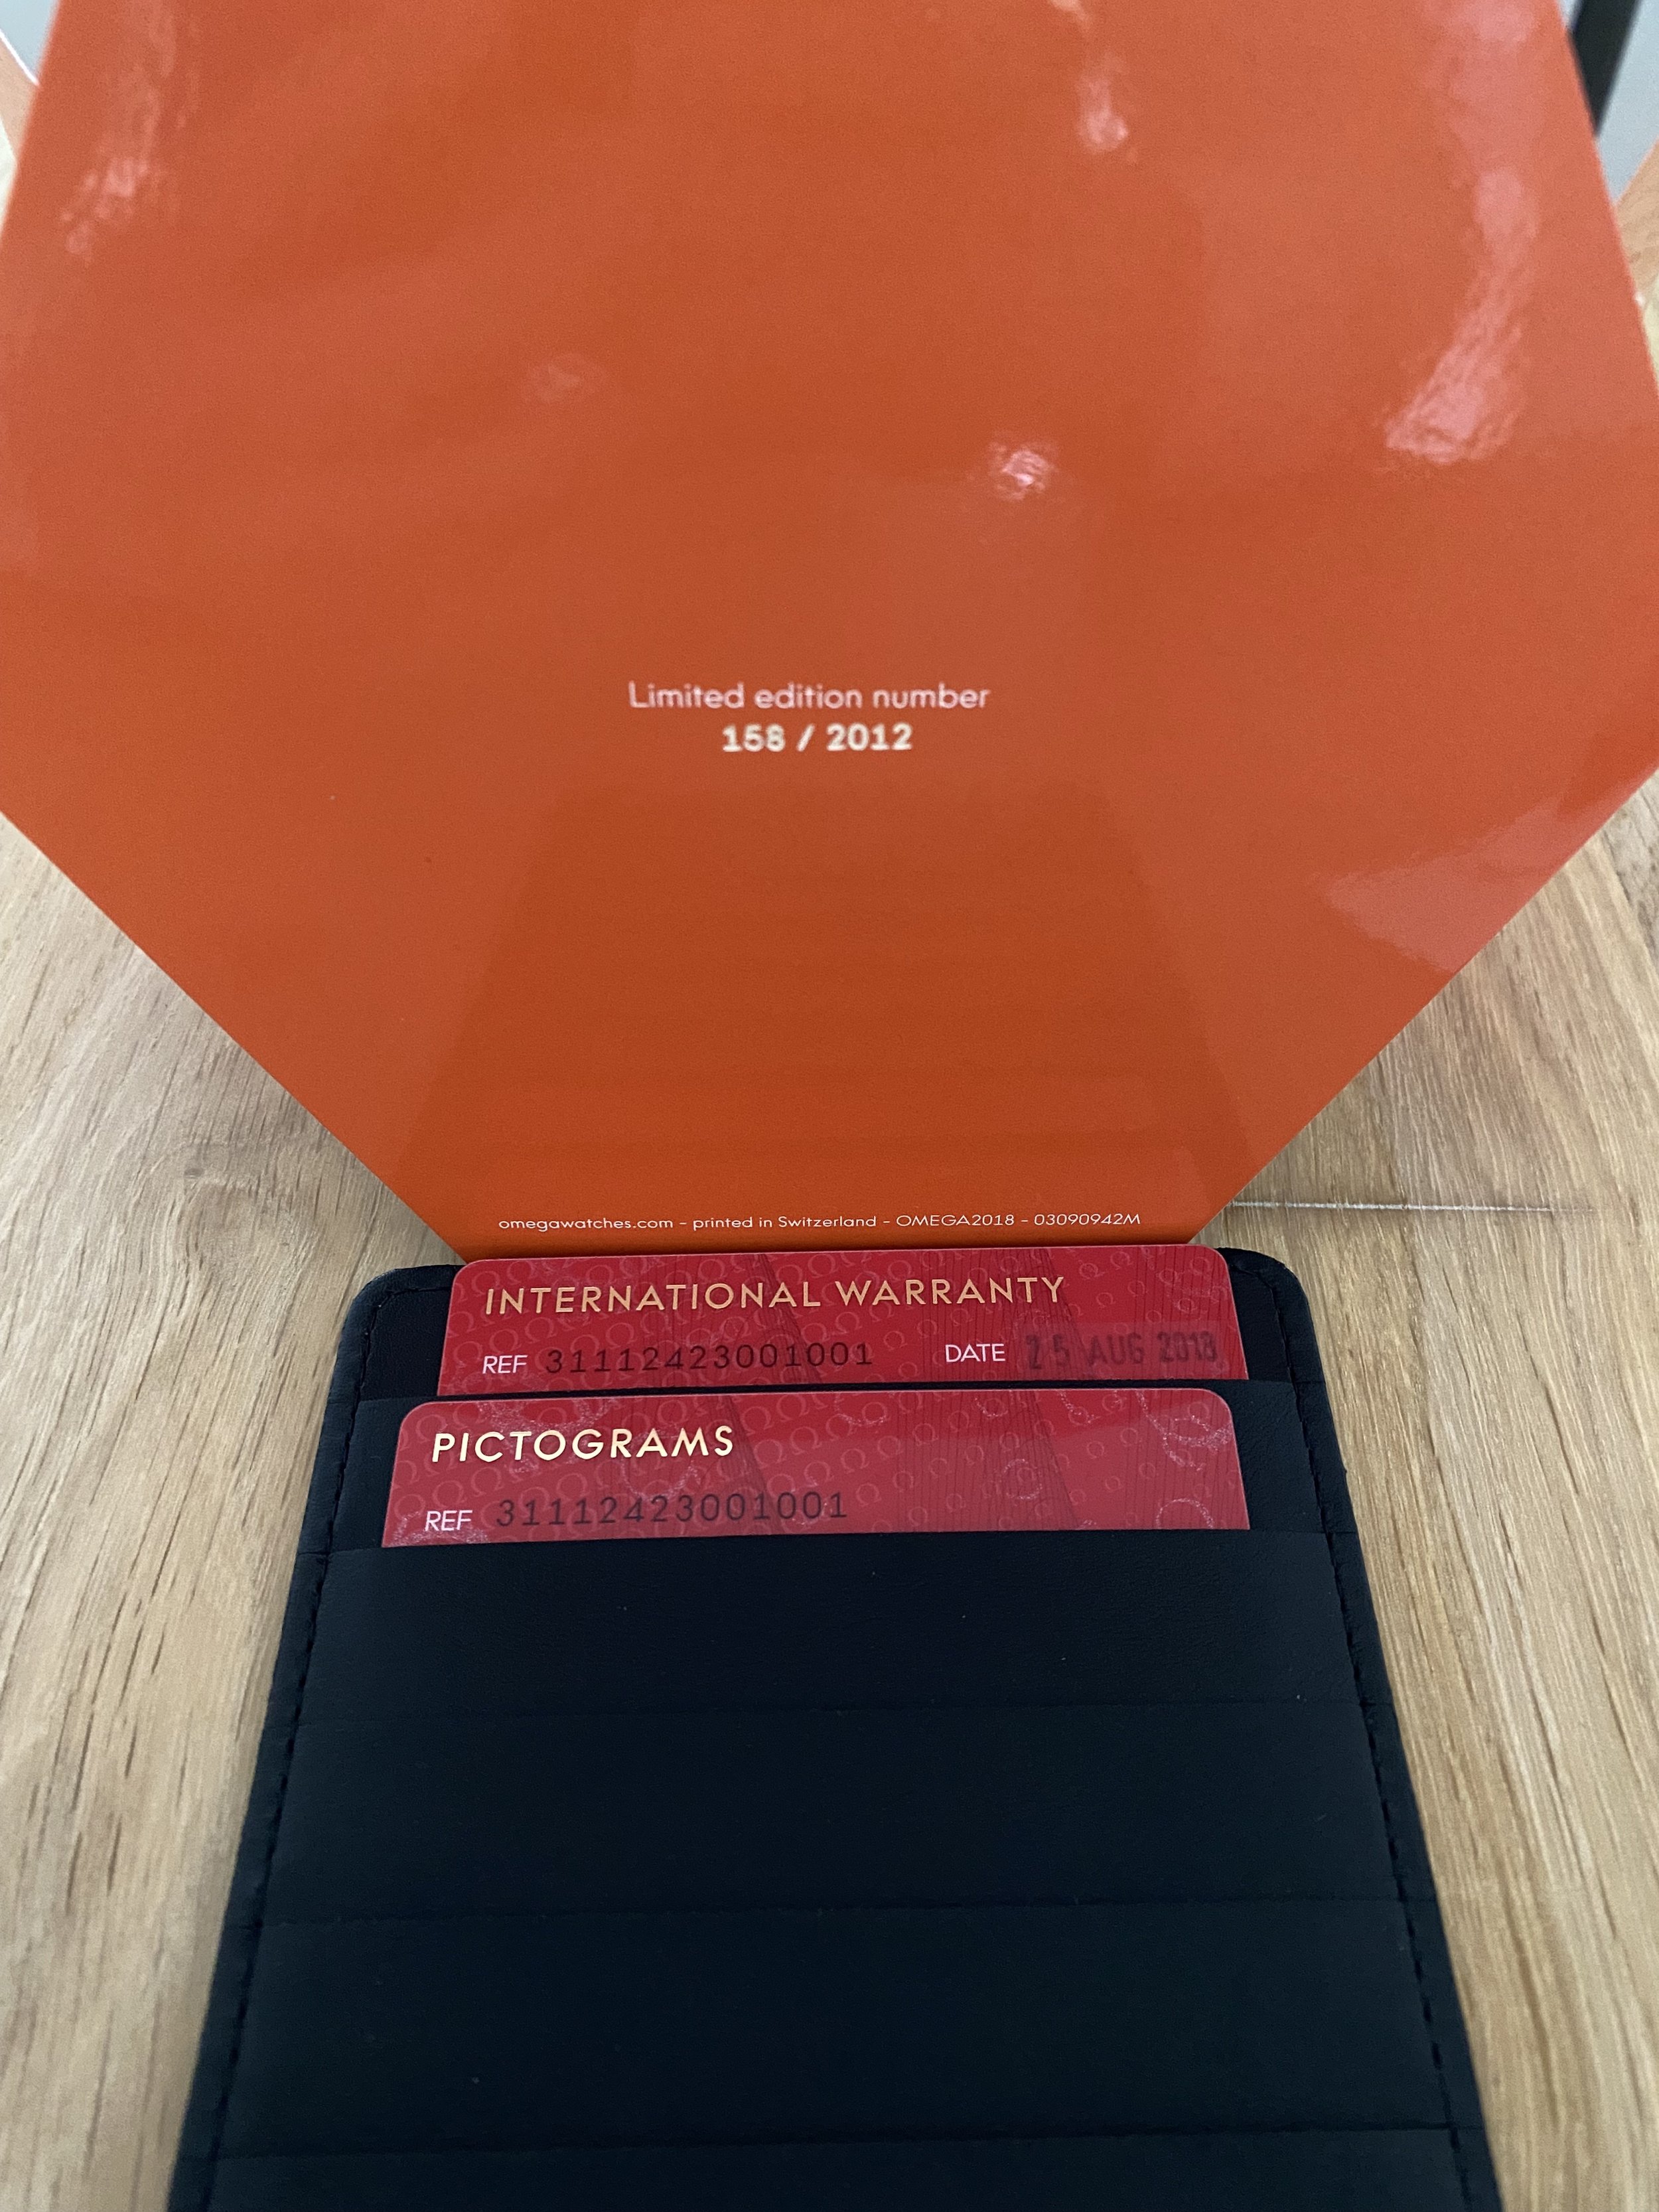 Limited edition number
158 / 2012
omegawatches.com - printed in Switzerland - OMEGA2018 - 03090942M
INTERNATIONAL WARRANTY
REF 31112423001001 DATE 25 AUG 2018
PICTOGRAMS
REF 31112423001001